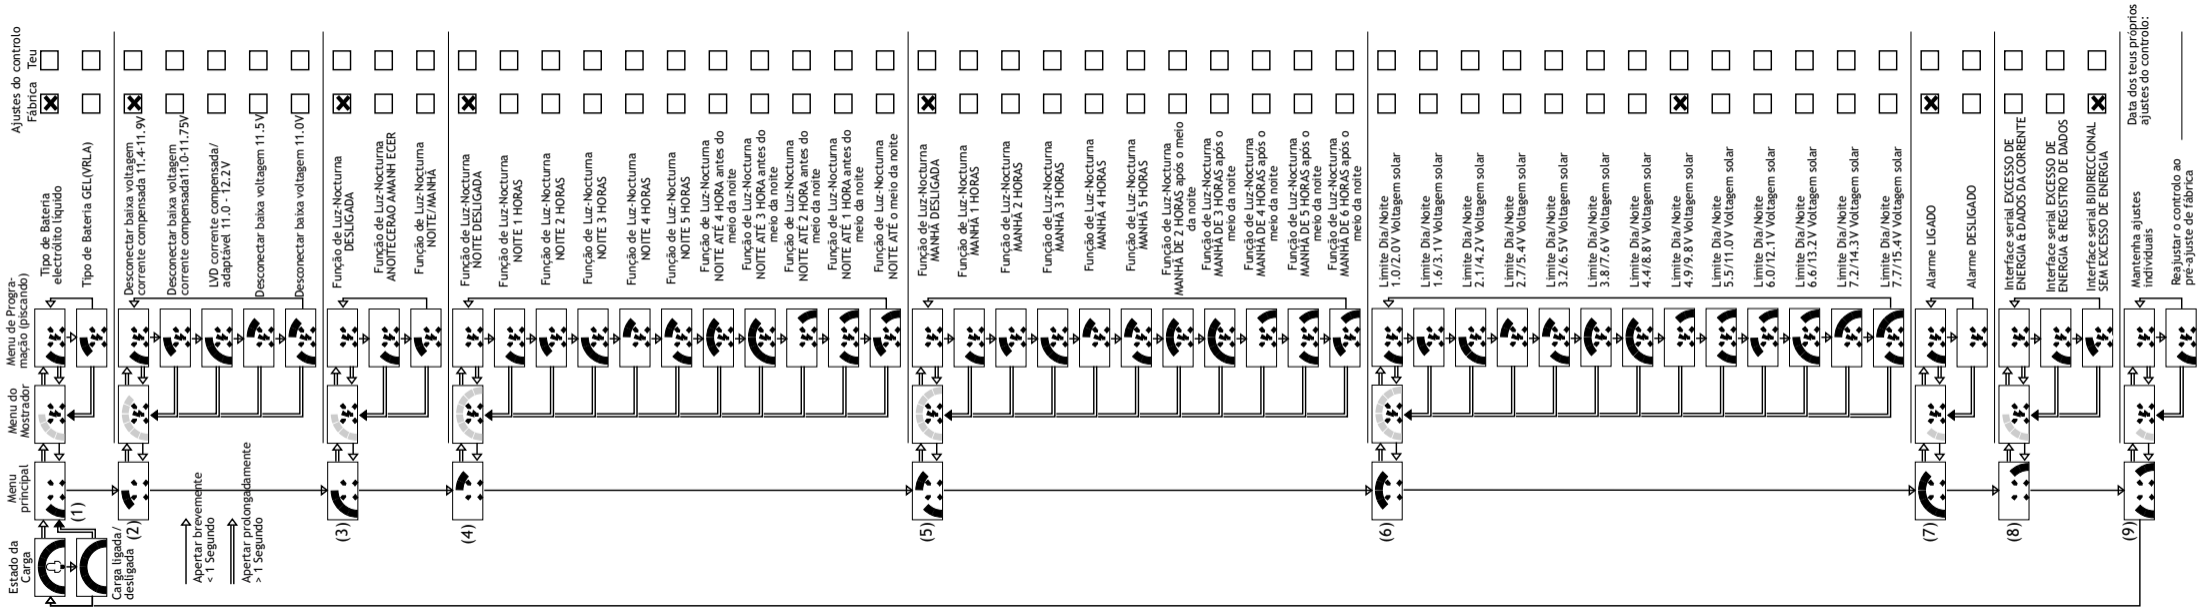 Estado da
Carga
Menu
principal
Menu do
Mostrador
Menu de Progra-
mação (piscando)
Ajustes do controlo
Fábrica
Teu
Carga ligada/
desligada
Apertar brevemente
< 1 Segundo
Apertar prolongadamente
> 1 Segundo
(1)
Tipo de Bateria
electrólito líquido
Tipo de Bateria GEL(VRLA)
(2)
Desconectar baixa voltagem
corrente compensada 11.4-11.9V
Desconectar baixa voltagem
corrente compensada11.0-11.75V
LVD corrente compensada/
adaptável 11.0 - 12.2V
Desconectar baixa voltagem 11.5V
Desconectar baixa voltagem 11.0V
(3)
Função de Luz-Nocturna
DESLIGADA
Função de Luz-Nocturna
ANOITECERAO AMANH ECER
Função de Luz-Nocturna
NOITE/MANHÃ
(4)
Função de Luz-Nocturna
NOITE DESLIGADA
Função de Luz-Nocturna
NOITE 1 HORAS
Função de Luz-Nocturna
NOITE 2 HORAS
Função de Luz-Nocturna
NOITE 3 HORAS
Função de Luz-Nocturna
NOITE 4 HORAS
Função de Luz-Nocturna
NOITE 5 HORAS
Função de Luz-Nocturna
NOITE ATÉ 4 HORA antes do
meio da noite
Função de Luz-Nocturna
NOITE ATÉ 3 HORA antes do
meio da noite
Função de Luz-Nocturna
NOITE ATÉ 2 HORA antes do
meio da noite
Função de Luz-Nocturna
NOITE ATÉ 1 HORA antes do
meio da noite
Função de Luz-Nocturna
NOITE ATÉ o meio da noite
(5)
Função de Luz-Nocturna
MANHÃ DESLIGADA
Função de Luz-Nocturna
MANHÃ 1 HORAS
Função de Luz-Nocturna
MANHÃ 2 HORAS
Função de Luz-Nocturna
MANHÃ 3 HORAS
Função de Luz-Nocturna
MANHÃ 4 HORAS
Função de Luz-Nocturna
MANHÃ 5 HORAS
Função de Luz-Nocturna
MANHÃ DE 2 HORAS após o meio
da noite
Função de Luz-Nocturna
MANHÃ DE 3 HORAS após o
meio da noite
Função de Luz-Nocturna
MANHÃ DE 4 HORAS após o
meio da noite
Função de Luz-Nocturna
MANHÃ DE 5 HORAS após o
meio da noite
Função de Luz-Nocturna
MANHÃ DE 6 HORAS após o
meio da noite
(6)
Limite Dia/Noite
1.0/2.0V Voltagem solar
Limite Dia/Noite
1.6/3.1V Voltagem solar
Limite Dia/Noite
2.1/4.2V Voltagem solar
Limite Dia/Noite
2.7/5.4V Voltagem solar
Limite Dia/Noite
3.2/6.5V Voltagem solar
Limite Dia/Noite
3.8/7.6V Voltagem solar
Limite Dia/Noite
4.4/8.8V Voltagem solar
Limite Dia/Noite
4.9/9.8V Voltagem solar
Limite Dia/Noite
5.5/11.0V Voltagem solar
Limite Dia/Noite
6.0/12.1V Voltagem solar
Limite Dia/Noite
6.6/13.2V Voltagem solar
Limite Dia/Noite
7.2/14.3V Voltagem solar
Limite Dia/Noite
7.7/15.4V Voltagem solar
(7)
Alarme LIGADO
Alarme DESLIGADO
(8)
Interface serial EXCESSO DE
ENERGIA & DADOS DA CORRENTE
Interface serial EXCESSO DE
ENERGIA & REGISTRO DE DADOS
Interface serial BIDIRECCIONAL
SEM EXCESSO DE ENERGIA
(9)
Mantenha ajustes
individuais
Reajustar o controlo ao
pré-ajuste de fábrica
Data dos teus próprios
ajustes do controlo: